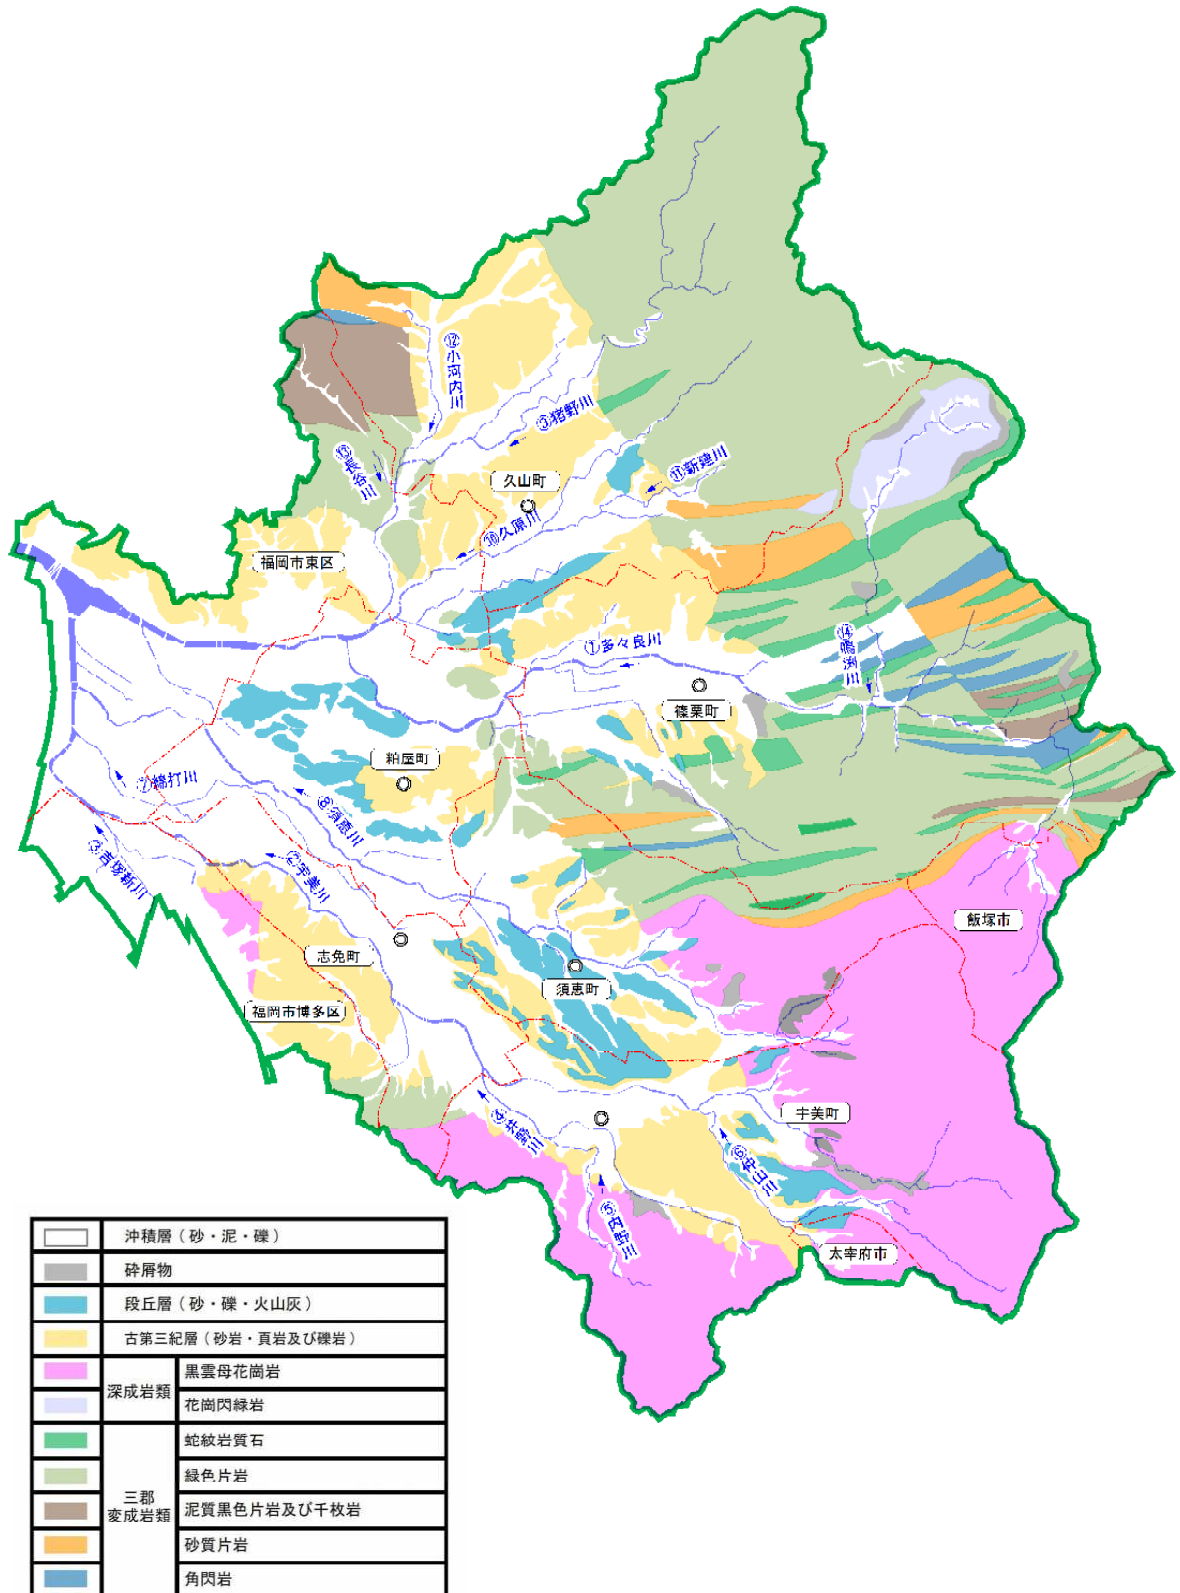 ⑫小河内川
③猪野川
⑬長谷川
久山町
⑪新建川
⑩久原川
福岡市東区
①多々良川
⑭鳴渕川
篠栗町
粕屋町
⑦綿打川
⑧須恵川
③吉塚新川
②宇美川
飯塚市
志免町
須恵町
福岡市博多区
④井野川
宇美町
⑥仲山川
⑤内野川
太宰府市
沖積層（砂・泥・礫）
砕屑物
段丘層（砂・礫・火山灰）
古第三紀層（砂岩・頁岩及び礫岩）
深成岩類
黒雲母花崗岩
花崗閃緑岩
三郡
変成岩類
蛇紋岩質石
緑色片岩
泥質黒色片岩及び千枚岩
砂質片岩
角閃岩